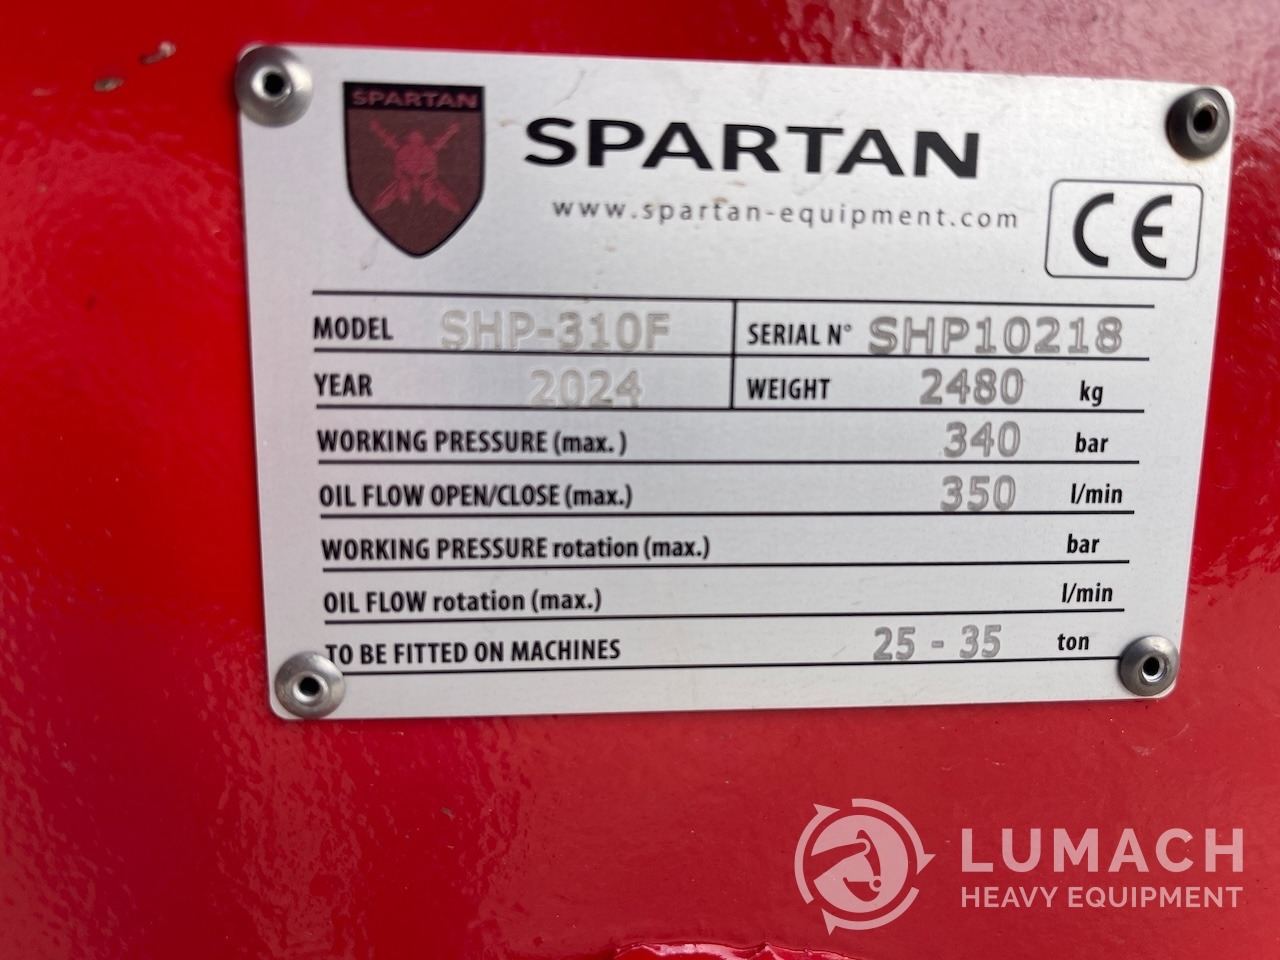 SPARTAN
SPARTAN
www.spartan-equipment.com
CE
MODEL SHP-310F SERIAL N° SHP10218
YEAR 2024 WEIGHT 2480 kg
WORKING PRESSURE (max. ) 340 bar
OIL FLOW OPEN/CLOSE (max.) 350 l/min
WORKING PRESSURE rotation (max.) bar
OIL FLOW rotation (max.) l/min
TO BE FITTED ON MACHINES 25 - 35 ton
LUMACH
HEAVY EQUIPMENT